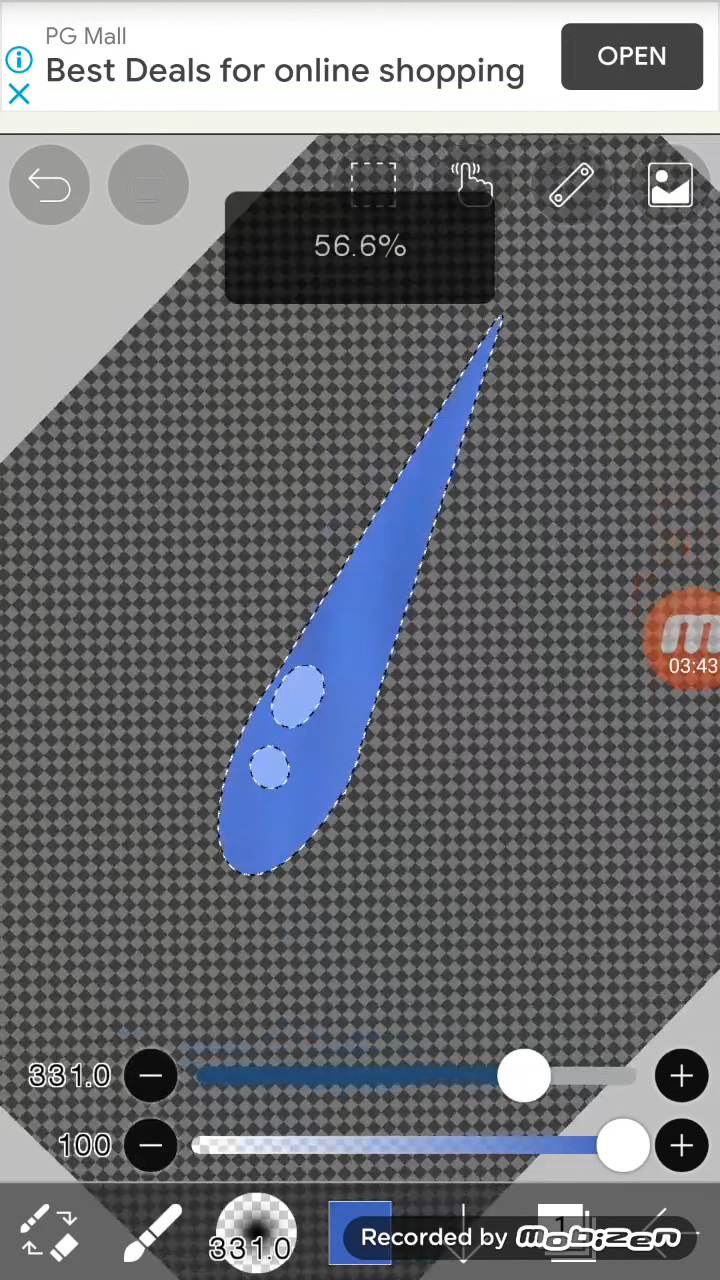 PG Mall
Best Deals for online shopping
OPEN
56.6%
03:43
331.0
100
331.0
1
Recorded by mobizen